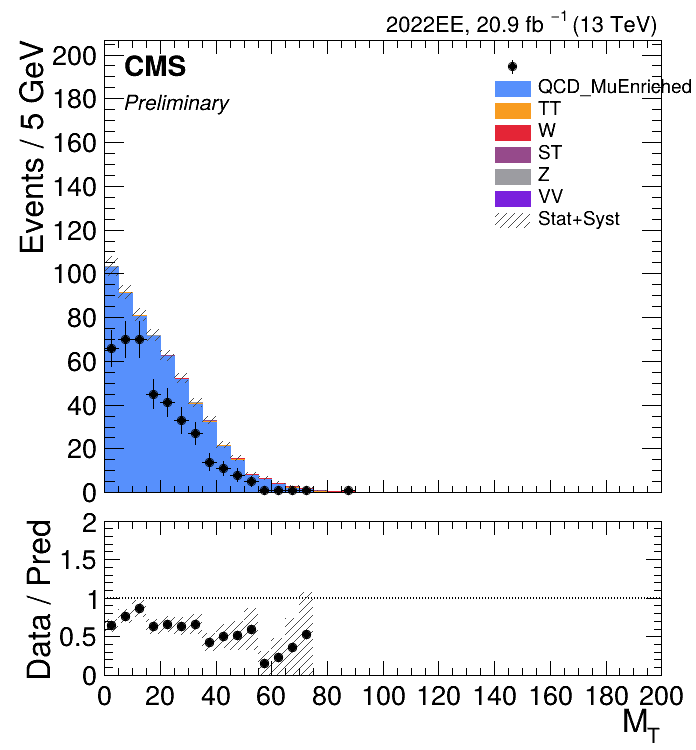 2022EE, 20.9 fb⁻¹ (13 TeV)
CMS
Preliminary
QCD_MuEnriched
TT
W
ST
Z
VV
Stat+Syst
Events / 5 GeV
200
180
160
140
120
100
80
60
40
20
0
Data / Pred
2
1.5
1
0.5
0
0 20 40 60 80 100 120 140 160 180 200
M_T